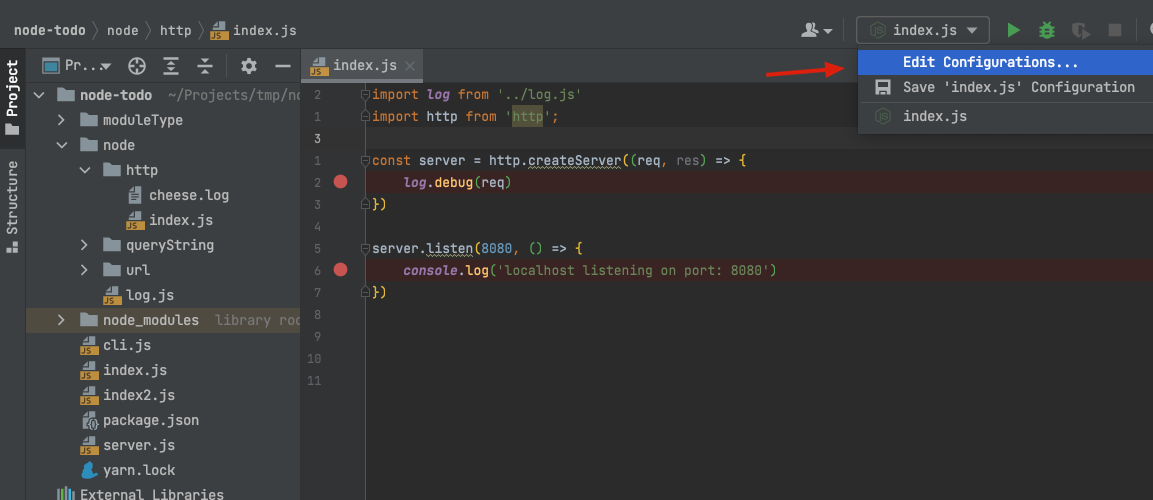 node-todo node http index.js
index.js
Project
Structure
Pr...
node-todo ~/Projects/tmp/no
moduleType
node
http
cheese.log
index.js
queryString
url
log.js
node_modules library roo
cli.js
index.js
index2.js
package.json
server.js
yarn.lock
External Libraries
index.js
2 import log from '../log.js'
1 import http from 'http';
3
1 const server = http.createServer((req, res) => {
2 log.debug(req)
3 })
4
5 server.listen(8080, () => {
6 console.log('localhost listening on port: 8080')
7 })
8
9
10
11
Edit Configurations...
Save 'index.js' Configuration
index.js